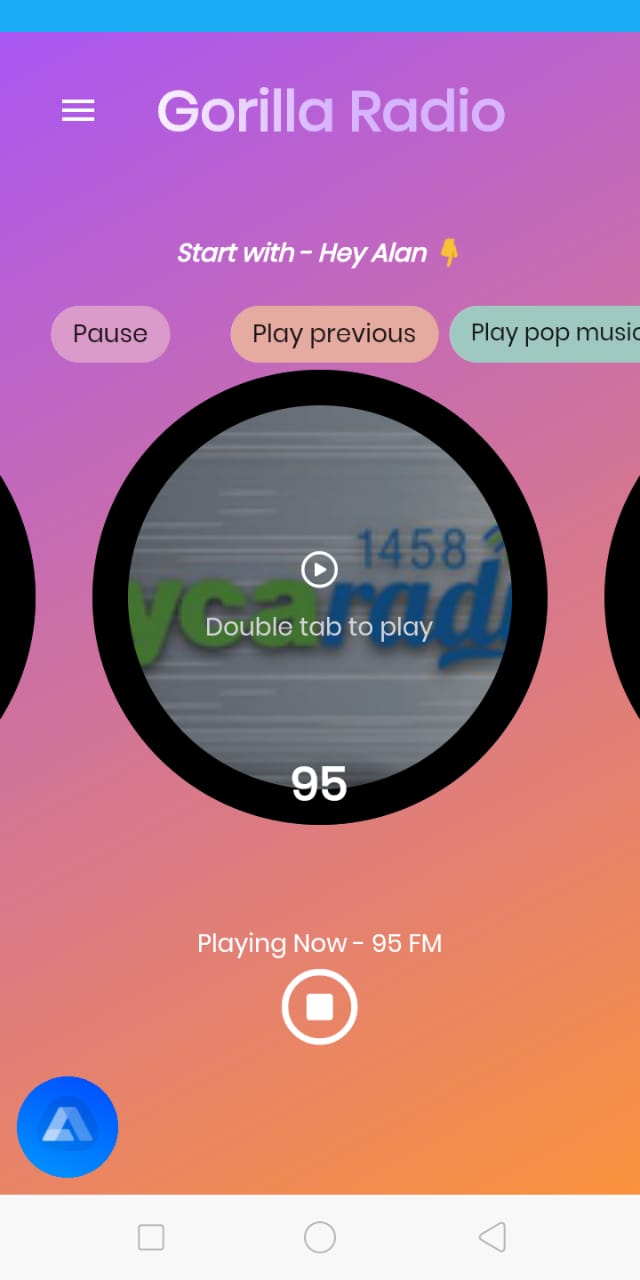 Gorilla Radio
Start with - Hey Alan 👇
Pause
Play previous
Play pop music
1458
ycaradi
Double tab to play
95
Playing Now - 95 FM